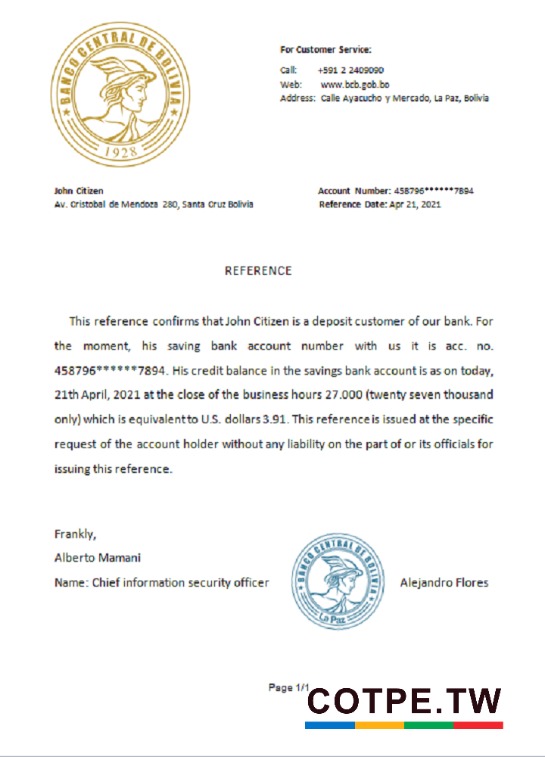 BANCO CENTRAL DE BOLIVIA
1928
For Customer Service:
Call: +591 2 2409090
Web: www.bcb.gob.bo
Address: Calle Ayacucho y Mercado, La Paz, Bolivia
John Citizen
Av. Cristobal de Mendoza 280, Santa Cruz Bolivia
Account Number: 458796******7894
Reference Date: Apr 21, 2021
REFERENCE
This reference confirms that John Citizen is a deposit customer of our bank. For
the moment, his saving bank account number with us it is acc. no.
458796******7894. His credit balance in the savings bank account is as on today,
21th April, 2021 at the close of the business hours 27.000 (twenty seven thousand
only) which is equivalent to U.S. dollars 3.91. This reference is issued at the specific
request of the account holder without any liability on the part of or its officials for
issuing this reference.
Frankly,
Alberto Mamani
Name: Chief information security officer
BANCO CENTRAL DE BOLIVIA
La Paz
Alejandro Flores
Page 1/1
COTPE.TW